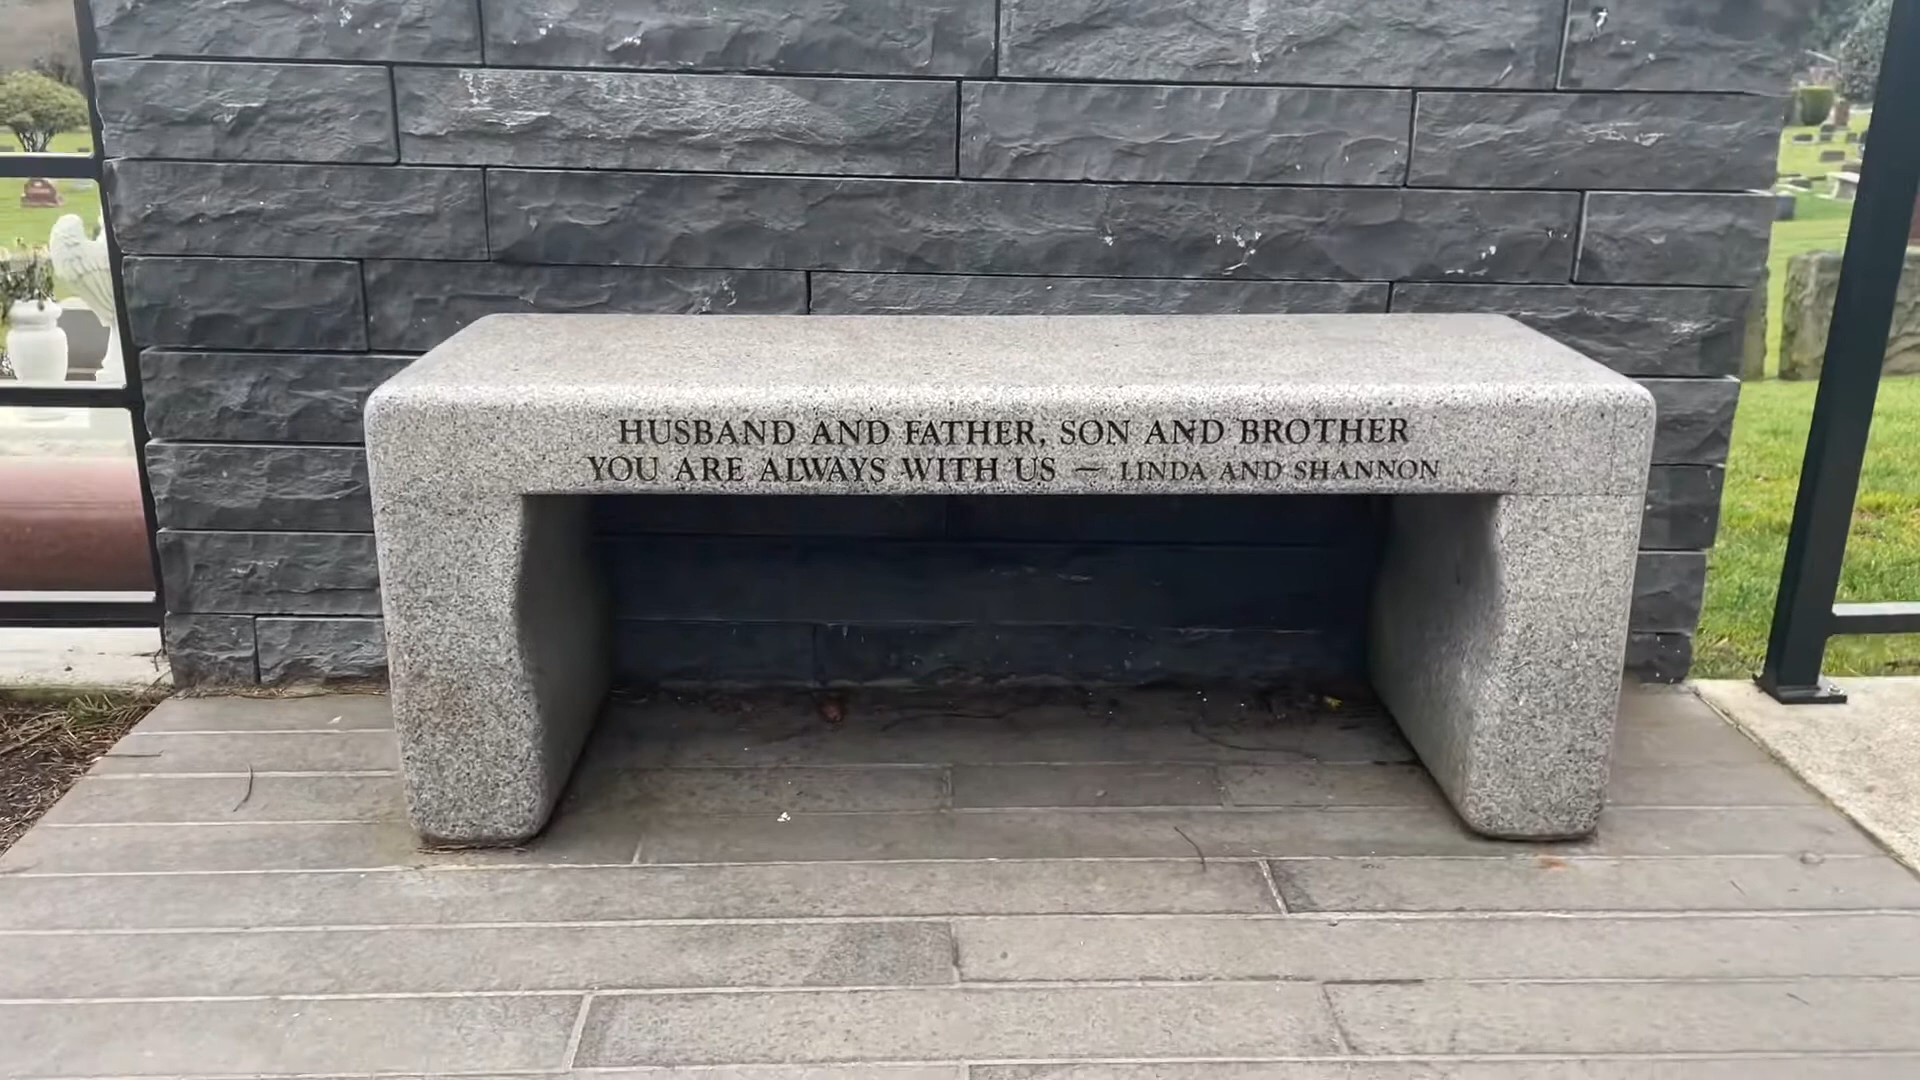 HUSBAND AND FATHER, SON AND BROTHER
YOU ARE ALWAYS WITH US — LINDA AND SHANNON